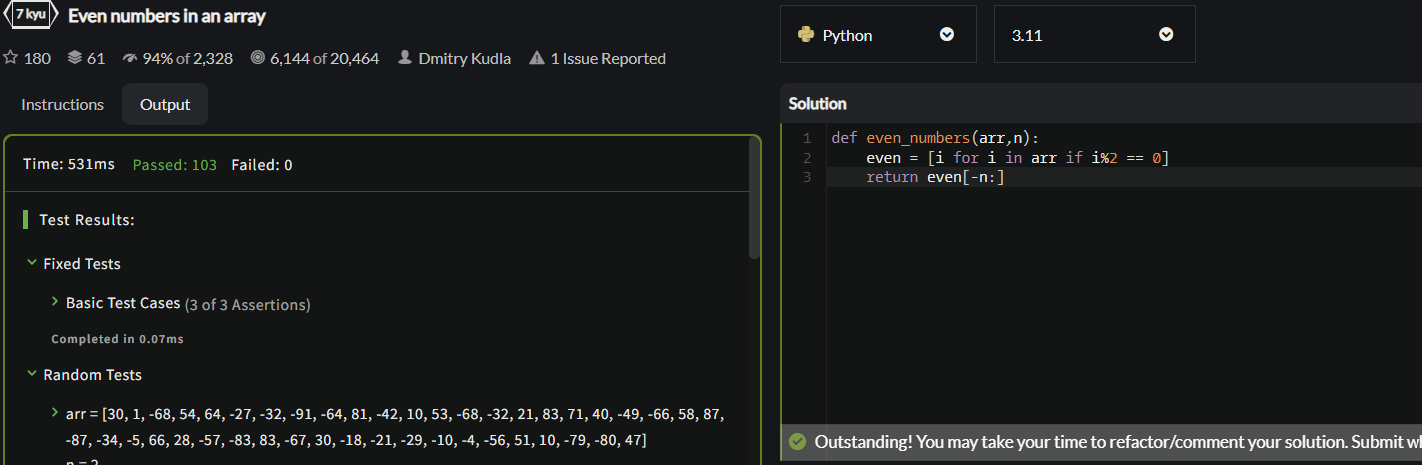 7 kyu Even numbers in an array
180 61 94% of 2,328 6,144 of 20,464 Dmitry Kudla 1 Issue Reported
Instructions Output
Time: 531ms Passed: 103 Failed: 0
Test Results:
Fixed Tests
Basic Test Cases (3 of 3 Assertions)
Completed in 0.07ms
Random Tests
arr = [30, 1, -68, 54, 64, -27, -32, -91, -64, 81, -42, 10, 53, -68, -32, 21, 83, 71, 40, -49, -66, 58, 87,
-87, -34, -5, 66, 28, -57, -83, 83, -67, 30, -18, -21, -29, -10, -4, -56, 51, 10, -79, -80, 47]
Python 3.11
Solution
1 def even_numbers(arr,n):
2 even = [i for i in arr if i%2 == 0]
3 return even[-n:]
Outstanding! You may take your time to refactor/comment your solution. Submit